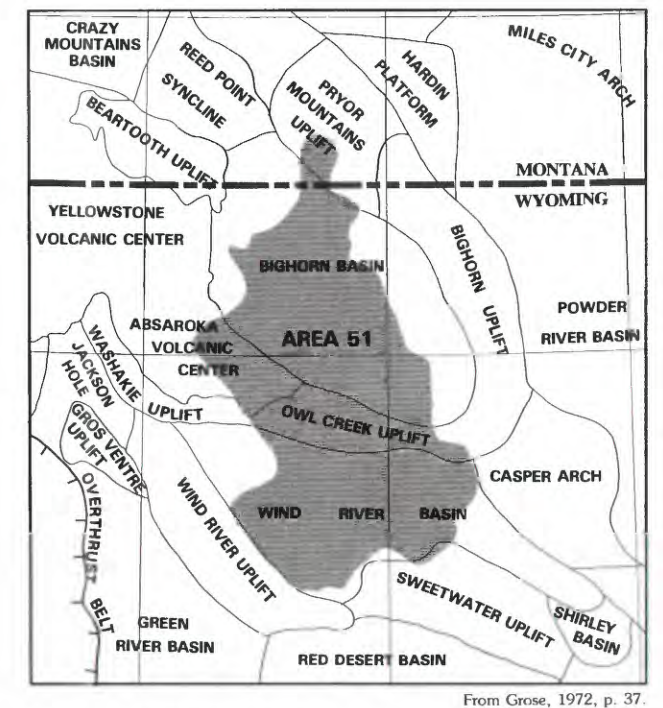 CRAZY
MOUNTAINS
BASIN
REED POINT
SYNCLINE
BEARTOOTH UPLIFT
PRYOR
MOUNTAINS
UPLIFT
HARDIN
PLATFORM
MILES CITY ARCH
MONTANA
WYOMING
YELLOWSTONE
VOLCANIC CENTER
BIGHORN BASIN
BIGHORN UPLIFT
POWDER
RIVER BASIN
ABSAROKA
VOLCANIC
CENTER
AREA 51
WASHAKIE
UPLIFT
JACKSON
HOLE
GROS VENTRE
UPLIFT
OWL CREEK UPLIFT
CASPER ARCH
OVERTHRUST
BELT
WIND RIVER UPLIFT
WIND RIVER BASIN
SWEETWATER UPLIFT
SHIRLEY
BASIN
GREEN
RIVER BASIN
RED DESERT BASIN
From Grose, 1972, p. 37.